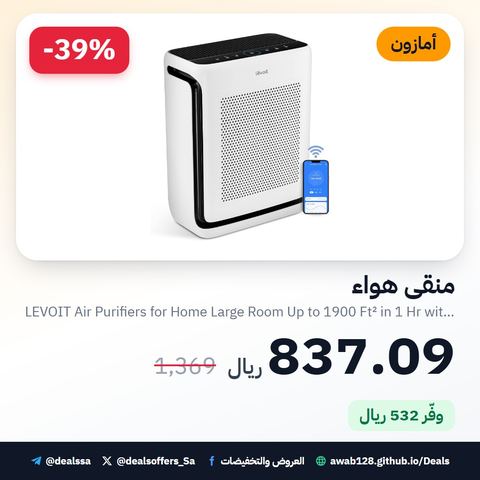 -39%
أمازون
levoit
منقى هواء
LEVOIT Air Purifiers for Home Large Room Up to 1900 Ft² in 1 Hr wit...
837.09 ريال 1,369
وفّر 532 ريال
@dealssa @dealsoffers_Sa العروض والتخفيضات awab128.github.io/Deals